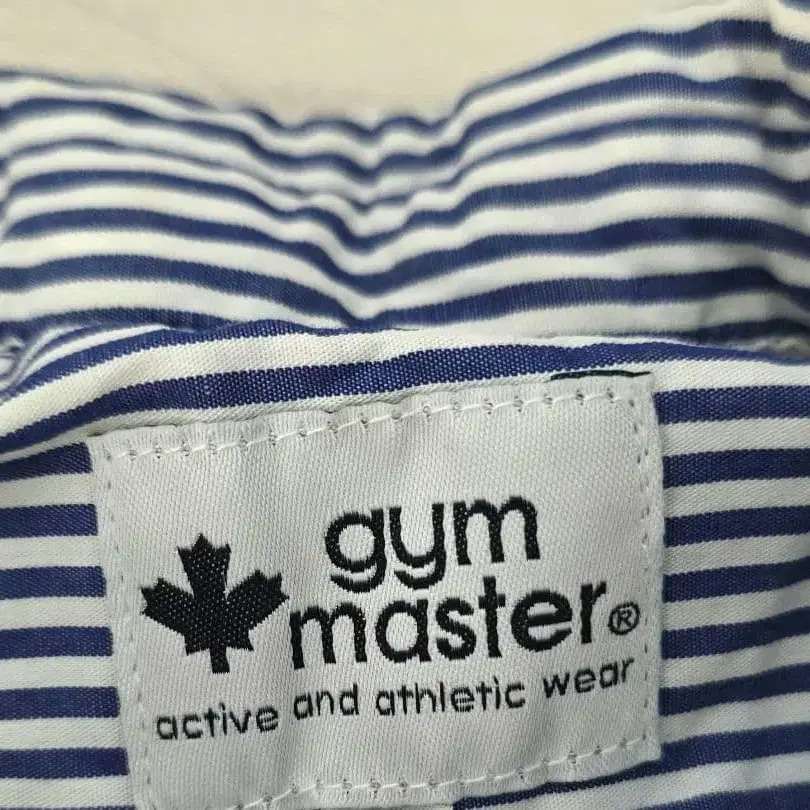 gym
master®
active and athletic wear